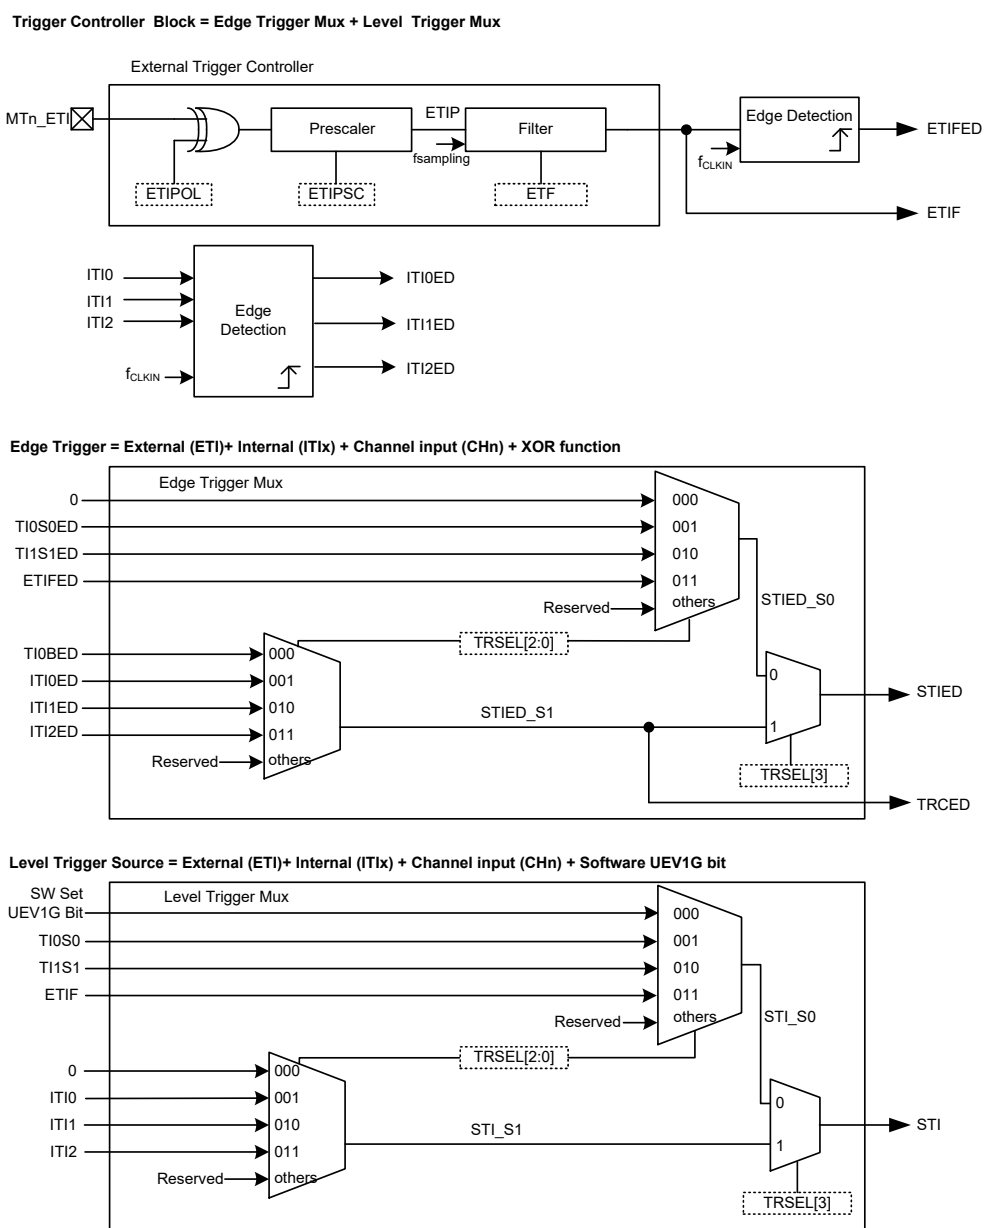 Trigger Controller Block = Edge Trigger Mux + Level Trigger Mux
External Trigger Controller
MTn_ETI
Prescaler
ETIP
fsampling
Filter
Edge Detection
fCLKIN
ETIFED
ETIPOL
ETIPSC
ETF
ETIF
ITI0
ITI1
ITI2
fCLKIN
Edge
Detection
ITI0ED
ITI1ED
ITI2ED
Edge Trigger = External (ETI)+ Internal (ITIx) + Channel input (CHn) + XOR function
Edge Trigger Mux
0
000
TI0S0ED
001
TI1S1ED
010
ETIFED
011
Reserved
others
STIED_S0
TRSEL[2:0]
TI0BED
000
ITI0ED
001
ITI1ED
010
ITI2ED
011
Reserved
others
STIED_S1
0
1
STIED
TRSEL[3]
TRCED
Level Trigger Source = External (ETI)+ Internal (ITIx) + Channel input (CHn) + Software UEV1G bit
Level Trigger Mux
SW Set
UEV1G Bit
000
TI0S0
001
TI1S1
010
ETIF
011
Reserved
others
STI_S0
TRSEL[2:0]
0
000
ITI0
001
ITI1
010
ITI2
011
Reserved
others
STI_S1
0
1
STI
TRSEL[3]